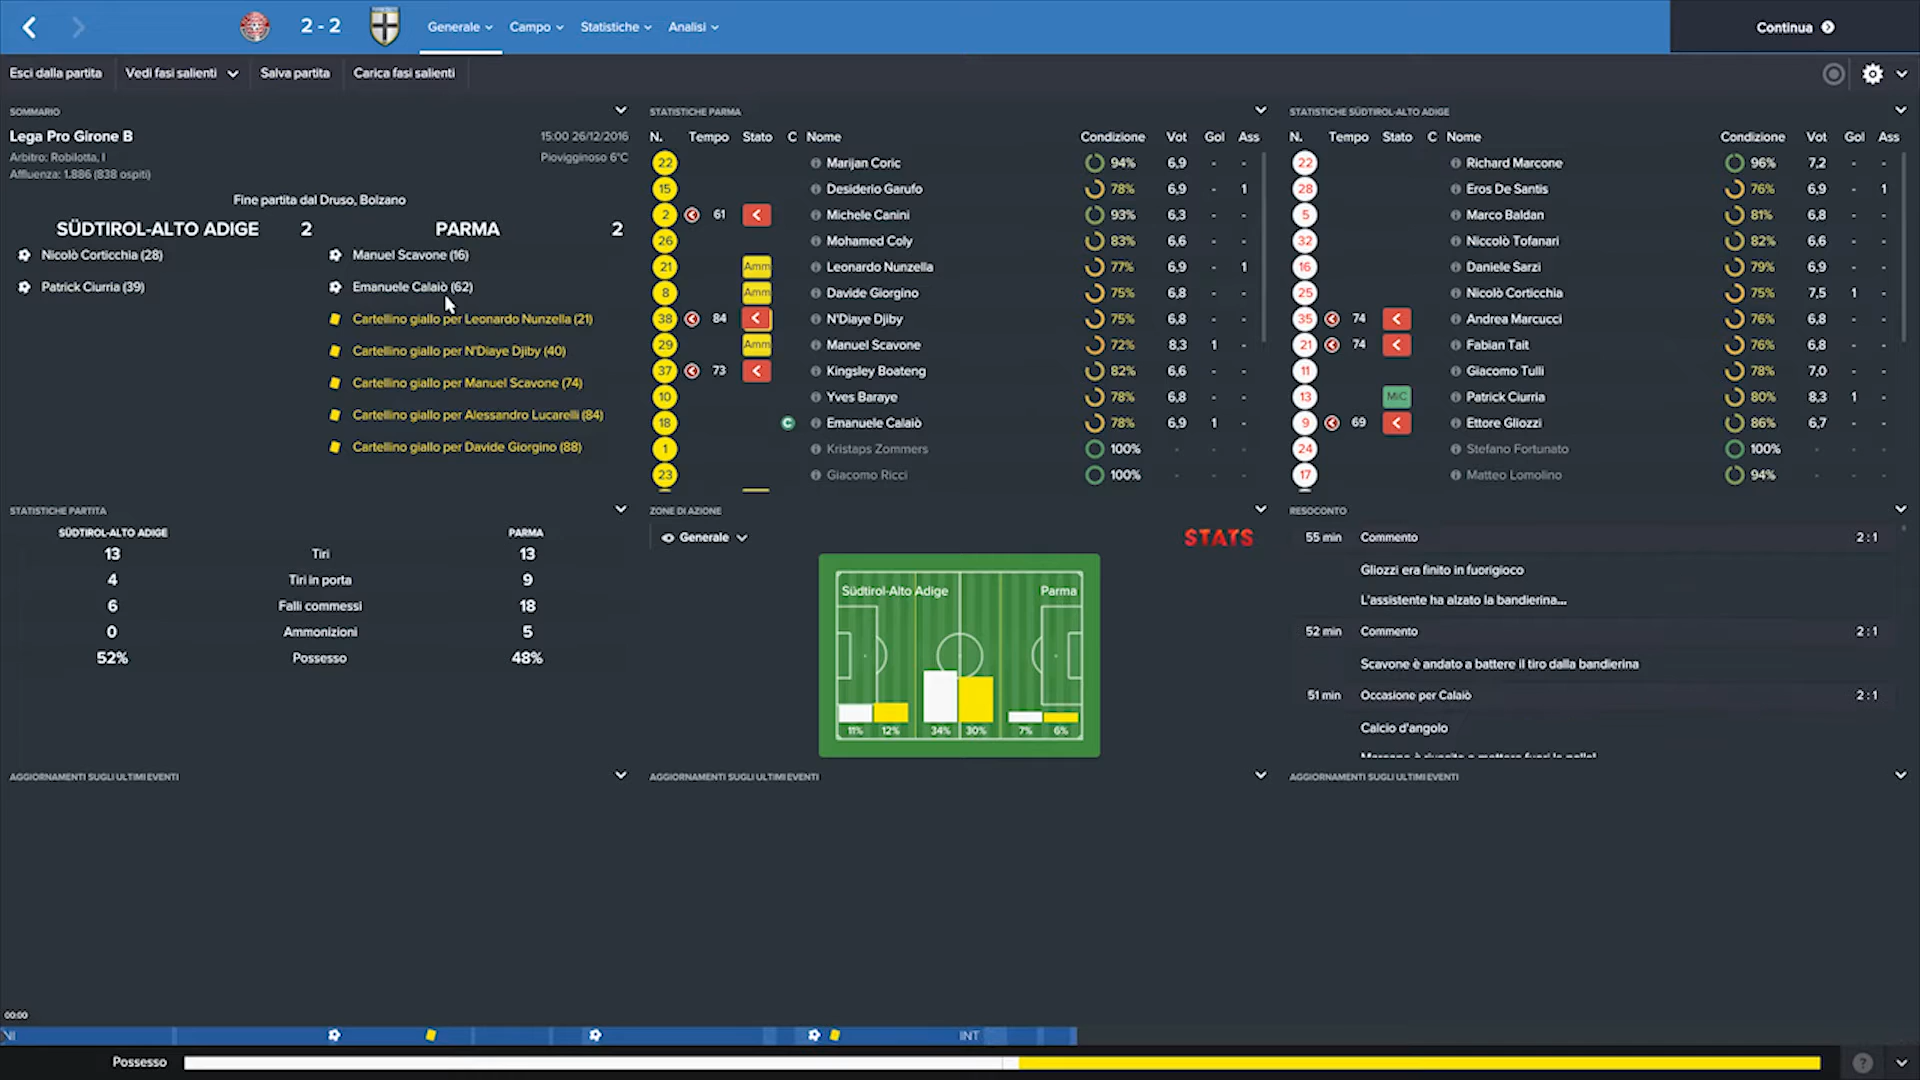 2 - 2
Generale
Campo
Statistiche
Analisi
Continua
Esci dalla partita
Vedi fasi salienti
Salva partita
Carica fasi salienti
SOMMARIO
Lega Pro Girone B
15:00 26/12/2016
Arbitro: Robilotta, I
Piovigginoso 6°C
Affluenza: 1.886 (838 ospiti)
Fine partita dal Druso, Bolzano
SÜDTIROL-ALTO ADIGE 2 PARMA 2
Nicolò Corticchia (28)
Patrick Ciurria (39)
Manuel Scavone (16)
Emanuele Calaiò (62)
Cartellino giallo per Leonardo Nunzella (21)
Cartellino giallo per N'Diaye Djiby (40)
Cartellino giallo per Manuel Scavone (74)
Cartellino giallo per Alessandro Lucarelli (84)
Cartellino giallo per Davide Giorgino (88)
STATISTICHE PARMA
N. Tempo Stato C Nome Condizione Vot Gol Ass
22 Marijan Coric 94% 6,9 - -
15 Desiderio Garufo 78% 6,9 - 1
2 61 Michele Canini 93% 6,3 - -
26 Mohamed Coly 83% 6,6 - -
21 Amm Leonardo Nunzella 77% 6,9 - 1
8 Amm Davide Giorgino 75% 6,8 - -
38 84 N'Diaye Djiby 75% 6,8 - -
29 Amm Manuel Scavone 72% 8,3 1 -
37 73 Kingsley Boateng 82% 6,6 - -
10 Yves Baraye 78% 6,8 - -
18 C Emanuele Calaiò 78% 6,9 1 -
1 Kristaps Zommers 100% - - -
23 Giacomo Ricci 100% - - -
STATISTICHE SÜDTIROL-ALTO ADIGE
N. Tempo Stato C Nome Condizione Vot Gol Ass
22 Richard Marcone 96% 7,2 - -
28 Eros De Santis 76% 6,9 - 1
5 Marco Baldan 81% 6,8 - -
32 Niccolò Tofanari 82% 6,6 - -
16 Daniele Sarzi 79% 6,9 - -
25 Nicolò Corticchia 75% 7,5 1 -
35 74 Andrea Marcucci 76% 6,8 - -
21 74 Fabian Tait 76% 6,8 - -
11 Giacomo Tulli 78% 7,0 - -
13 M/C Patrick Ciurria 80% 8,3 1 -
9 69 Ettore Gliozzi 86% 6,7 - -
24 Stefano Fortunato 100% - - -
17 Matteo Lomolino 94% - - -
STATISTICHE PARTITA
SÜDTIROL-ALTO ADIGE PARMA
13 Tiri 13
4 Tiri in porta 9
6 Falli commessi 18
0 Ammonizioni 5
52% Possesso 48%
ZONE DI AZIONE
Generale
STATS
Südtirol-Alto Adige Parma
11% 12% 34% 30% 7% 6%
RESOCONTO
55 min Commento 2 : 1
Gliozzi era finito in fuorigioco
L'assistente ha alzato la bandierina...
52 min Commento 2 : 1
Scavone è andato a battere il tiro dalla bandierina
51 min Occasione per Calaiò 2 : 1
Calcio d'angolo
AGGIORNAMENTI SUGLI ULTIMI EVENTI
AGGIORNAMENTI SUGLI ULTIMI EVENTI
AGGIORNAMENTI SUGLI ULTIMI EVENTI
00:00
INT
Possesso
?